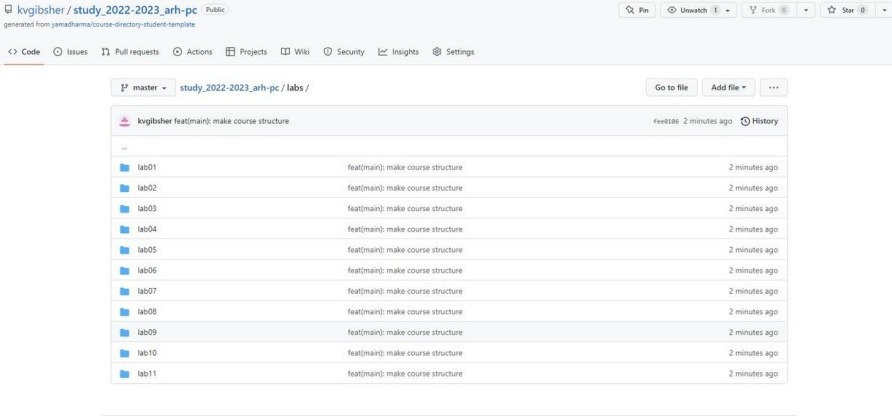 kvgibsher / study_2022-2023_arh-pc Public
Pin Unwatch 1 Fork 0 Star 0
generated from yamadharma/course-directory-student-template
Code Issues Pull requests Actions Projects Wiki Security Insights Settings
master study_2022-2023_arh-pc / labs / Go to file Add file ...
kvgibsher feat(main): make course structure fee0106 2 minutes ago History
..
lab01 feat(main): make course structure 2 minutes ago
lab02 feat(main): make course structure 2 minutes ago
lab03 feat(main): make course structure 2 minutes ago
lab04 feat(main): make course structure 2 minutes ago
lab05 feat(main): make course structure 2 minutes ago
lab06 feat(main): make course structure 2 minutes ago
lab07 feat(main): make course structure 2 minutes ago
lab08 feat(main): make course structure 2 minutes ago
lab09 feat(main): make course structure 2 minutes ago
lab10 feat(main): make course structure 2 minutes ago
lab11 feat(main): make course structure 2 minutes ago